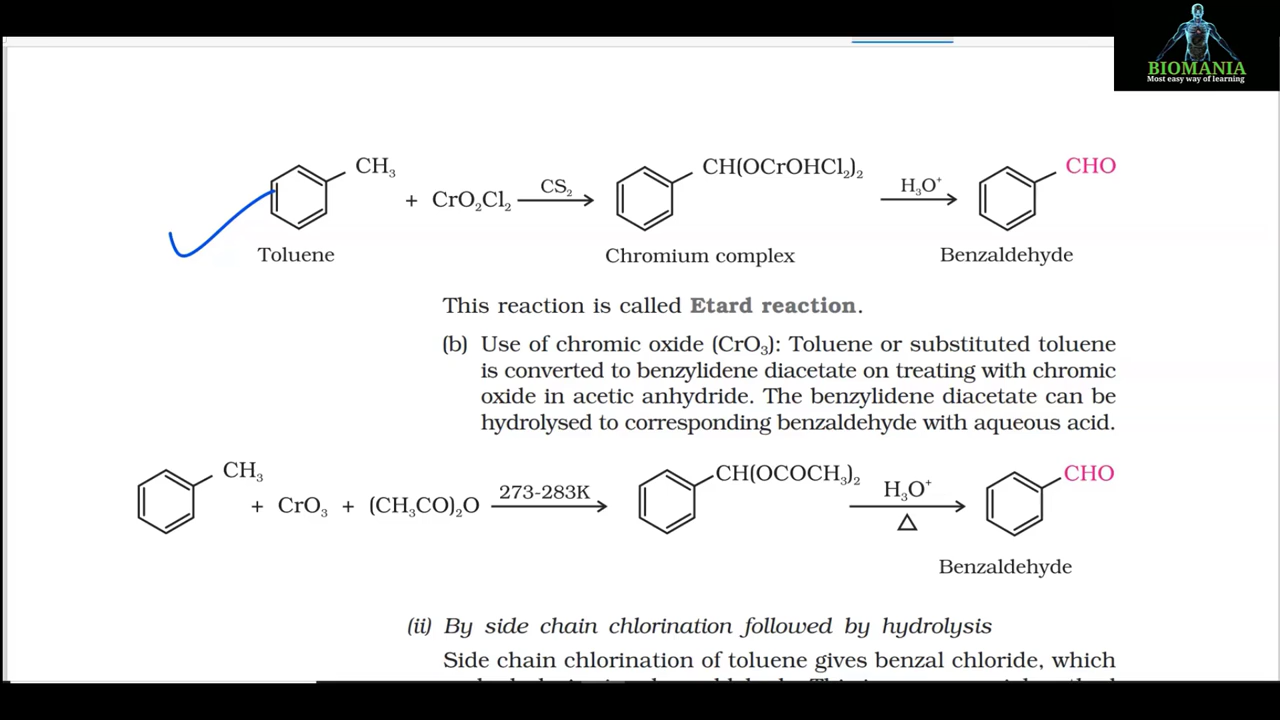 BIOMANIA
Most easy way of learning
CH₃ + CrO₂Cl₂ CS₂ CH(OCrOHCl₂)₂ H₃O⁺ CHO
Toluene Chromium complex Benzaldehyde
This reaction is called Etard reaction.
(b) Use of chromic oxide (CrO₃): Toluene or substituted toluene
is converted to benzylidene diacetate on treating with chromic
oxide in acetic anhydride. The benzylidene diacetate can be
hydrolysed to corresponding benzaldehyde with aqueous acid.
CH₃ + CrO₃ + (CH₃CO)₂O 273-283K CH(OCOCH₃)₂ H₃O⁺ △ CHO
Benzaldehyde
(ii) By side chain chlorination followed by hydrolysis
Side chain chlorination of toluene gives benzal chloride, which